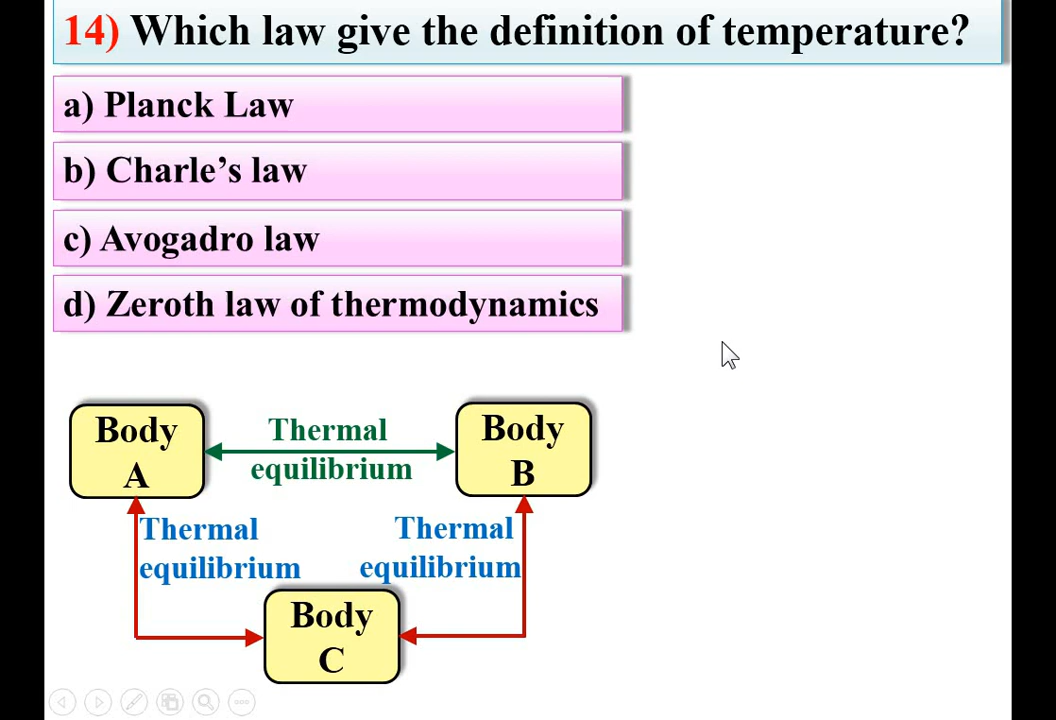 14) Which law give the definition of temperature?
a) Planck Law
b) Charle’s law
c) Avogadro law
d) Zeroth law of thermodynamics
Body
A
Thermal
equilibrium
Body
B
Thermal
equilibrium
Thermal
equilibrium
Body
C